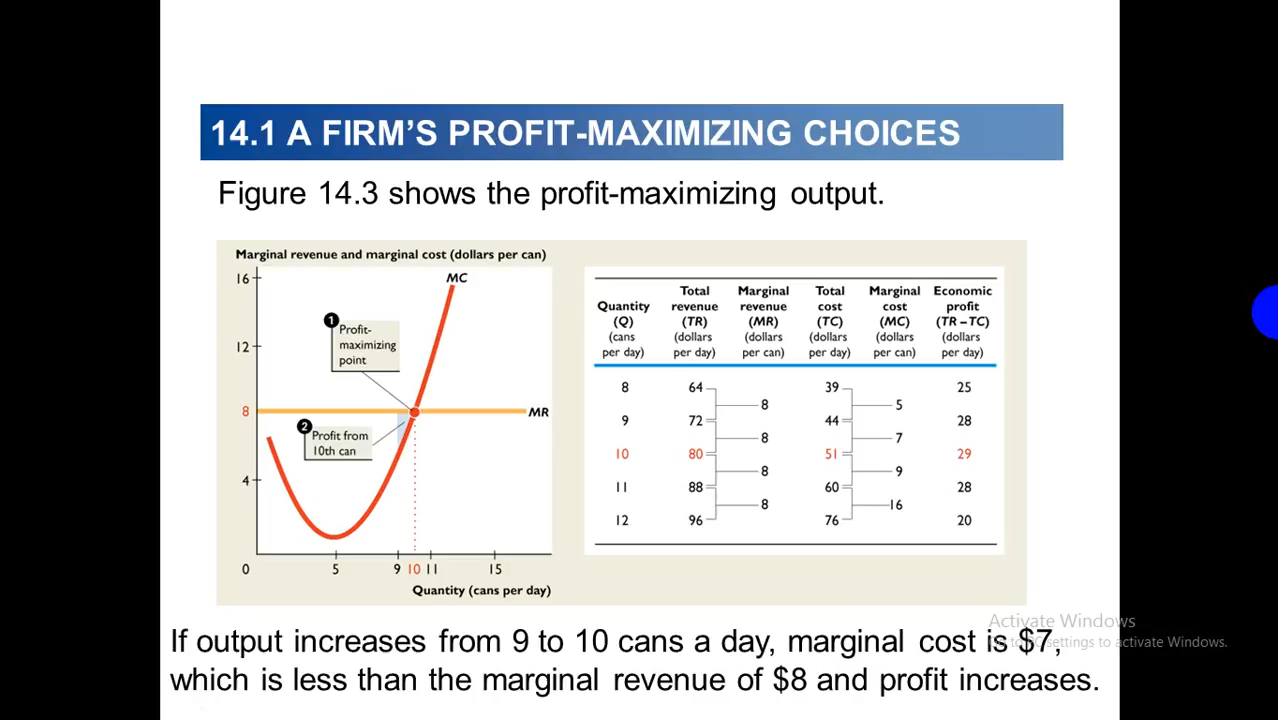 14.1 A FIRM'S PROFIT-MAXIMIZING CHOICES
Figure 14.3 shows the profit-maximizing output.
Marginal revenue and marginal cost (dollars per can)
16
12
8
4
0
5
9
10
11
15
Quantity (cans per day)
MC
MR
1
Profit-
maximizing
point
2
Profit from
10th can
Quantity
(Q)
(cans
per day)
Total
revenue
(TR)
(dollars
per day)
Marginal
revenue
(MR)
(dollars
per can)
Total
cost
(TC)
(dollars
per day)
Marginal
cost
(MC)
(dollars
per can)
Economic
profit
(TR – TC)
(dollars
per day)
8 64 39 25
8 5
9 72 44 28
8 7
10 80 51 29
8 9
11 88 60 28
8 16
12 96 76 20
If output increases from 9 to 10 cans a day, marginal cost is $7,
which is less than the marginal revenue of $8 and profit increases.
Activate Windows
settings to activate Windows.